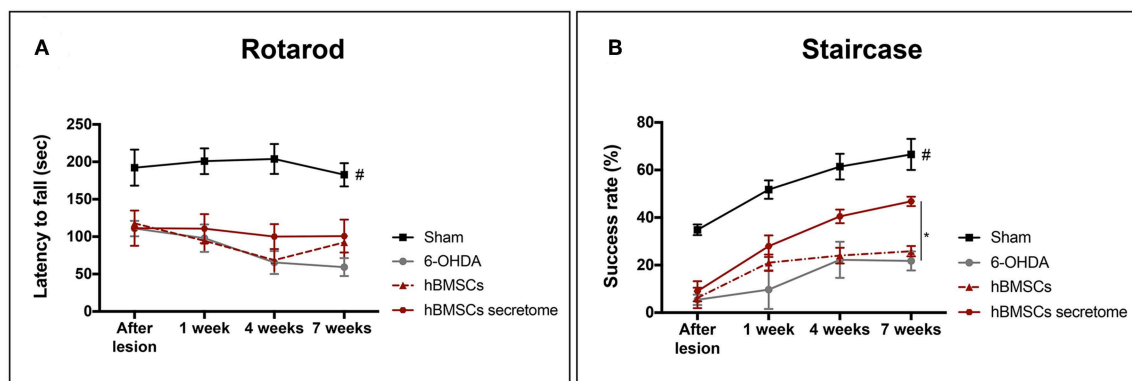 A
Rotarod
Latency to fall (sec)
250
200
150
100
50
0
After
lesion
1 week
4 weeks
7 weeks
#
Sham
6-OHDA
hBMSCs
hBMSCs secretome
B
Staircase
Success rate (%)
80
60
40
20
0
After
lesion
1 week
4 weeks
7 weeks
#
*
Sham
6-OHDA
hBMSCs
hBMSCs secretome